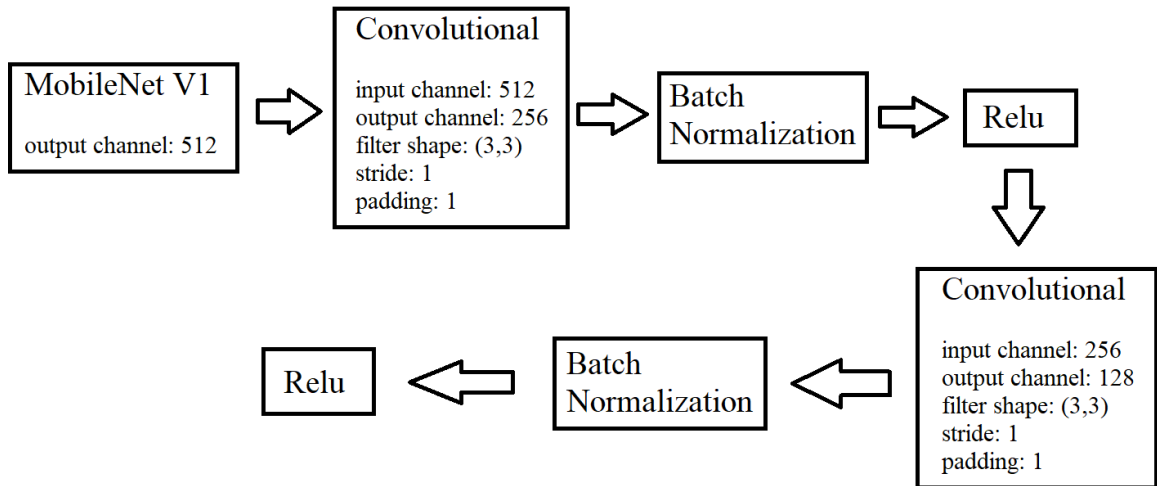 MobileNet V1
output channel: 512
Convolutional
input channel: 512
output channel: 256
filter shape: (3,3)
stride: 1
padding: 1
Batch
Normalization
Relu
Convolutional
input channel: 256
output channel: 128
filter shape: (3,3)
stride: 1
padding: 1
Batch
Normalization
Relu